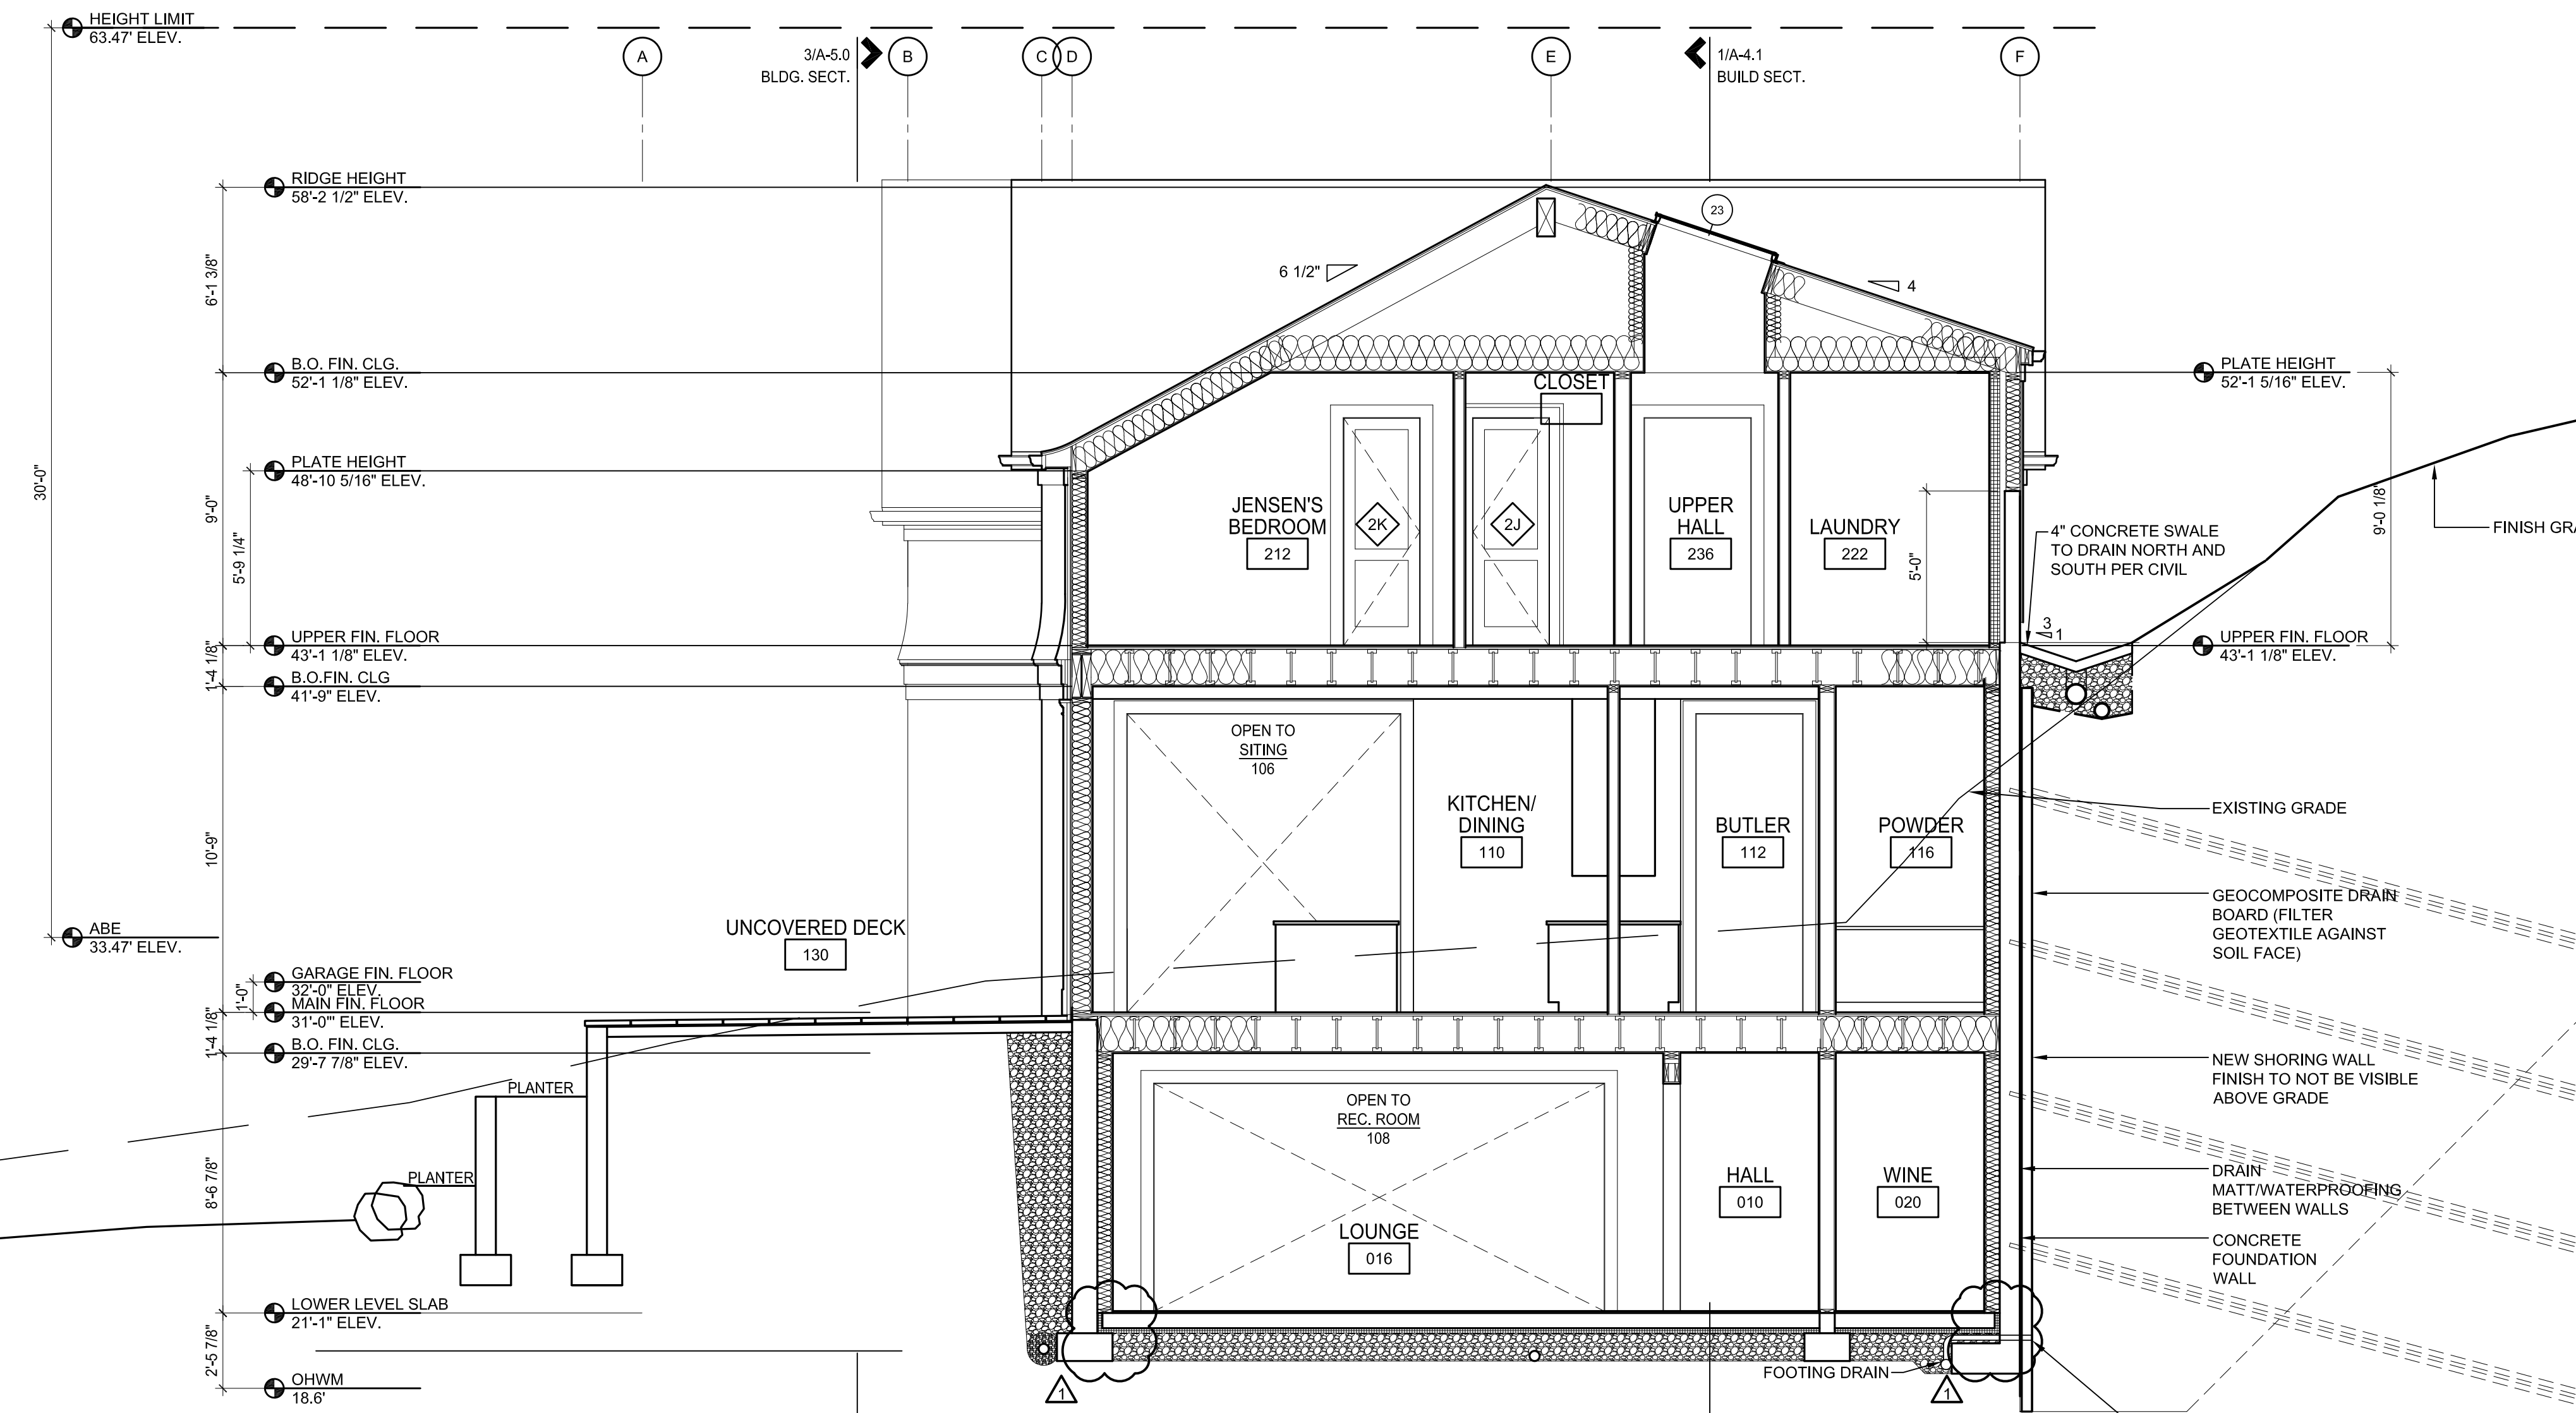 HEIGHT LIMIT
63.47' ELEV.
A
3/A-5.0
BLDG. SECT.
B
C
D
E
1/A-4.1
BUILD SECT.
F
RIDGE HEIGHT
58'-2 1/2" ELEV.
23
6 1/2"
4
6'-1 3/8"
B.O. FIN. CLG.
52'-1 1/8" ELEV.
PLATE HEIGHT
52'-1 5/16" ELEV.
CLOSET
PLATE HEIGHT
48'-10 5/16" ELEV.
30'-0"
9'-0"
5'-9 1/4"
JENSEN'S
BEDROOM
212
2K
2J
UPPER
HALL
236
LAUNDRY
222
5'-0"
4" CONCRETE SWALE
TO DRAIN NORTH AND
SOUTH PER CIVIL
9'-0 1/8"
FINISH GRA
3
1
UPPER FIN. FLOOR
43'-1 1/8" ELEV.
UPPER FIN. FLOOR
43'-1 1/8" ELEV.
1'-4 1/8"
B.O.FIN. CLG
41'-9" ELEV.
OPEN TO
SITING
106
KITCHEN/
DINING
110
BUTLER
112
POWDER
116
EXISTING GRADE
10'-9"
GEOCOMPOSITE DRAIN
BOARD (FILTER
GEOTEXTILE AGAINST
SOIL FACE)
UNCOVERED DECK
130
ABE
33.47' ELEV.
GARAGE FIN. FLOOR
32'-0" ELEV.
1'-0"
MAIN FIN. FLOOR
31'-0'" ELEV.
1'-4 1/8"
B.O. FIN. CLG.
29'-7 7/8" ELEV.
NEW SHORING WALL
FINISH TO NOT BE VISIBLE
ABOVE GRADE
PLANTER
OPEN TO
REC. ROOM
108
PLANTER
8'-6 7/8"
HALL
010
WINE
020
DRAIN
MATT/WATERPROOFING
BETWEEN WALLS
LOUNGE
016
CONCRETE
FOUNDATION
WALL
LOWER LEVEL SLAB
21'-1" ELEV.
2'-5 7/8"
OHWM
18.6'
FOOTING DRAIN
1
1